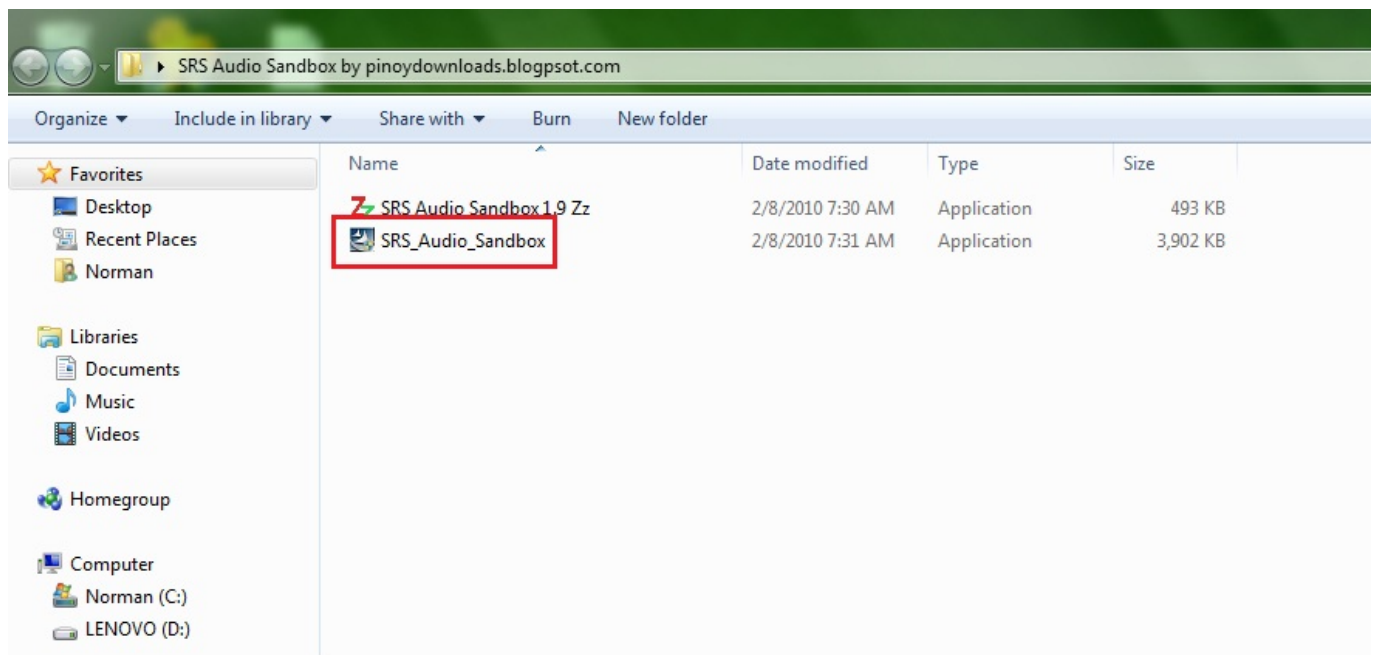 SRS Audio Sandbox by pinoydownloads.blogpsot.com
Organize Include in library Share with Burn New folder
Favorites
Desktop
Recent Places
Norman
Libraries
Documents
Music
Videos
Homegroup
Computer
Norman (C:)
LENOVO (D:)
Name Date modified Type Size
SRS Audio Sandbox 1,9 Zz 2/8/2010 7:30 AM Application 493 KB
SRS_Audio_Sandbox 2/8/2010 7:31 AM Application 3,902 KB